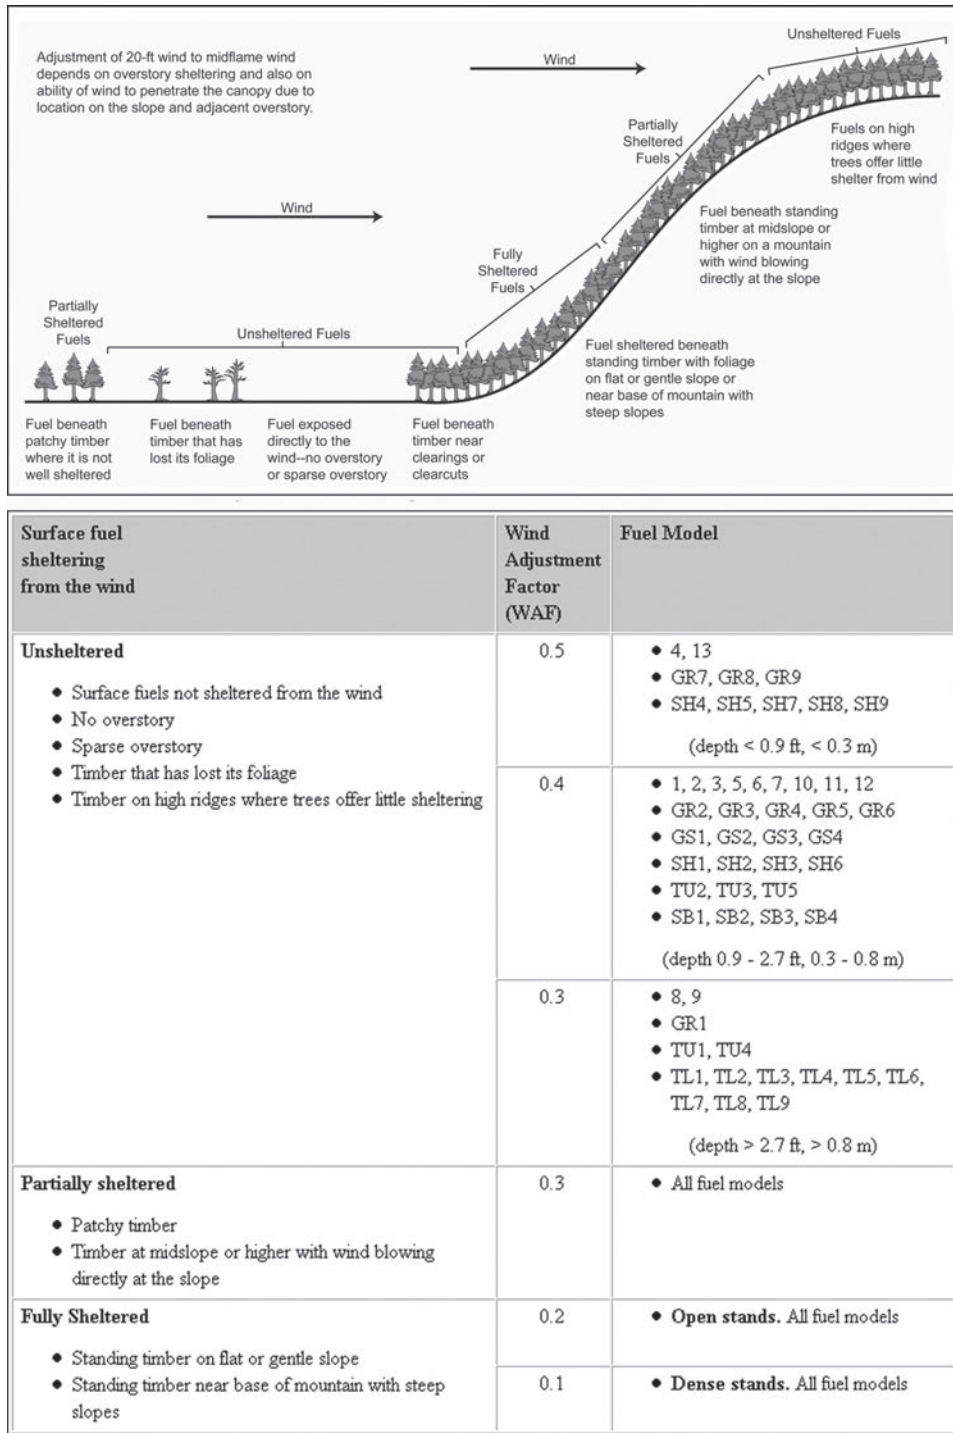 Adjustment of 20-ft wind to midflame wind
depends on overstory sheltering and also on
ability of wind to penetrate the canopy due to
location on the slope and adjacent overstory.
Wind
Unsheltered Fuels
Partially
Sheltered
Fuels
Fuels on high
ridges where
trees offer little
shelter from wind
Wind
Fully
Sheltered
Fuels
Fuel beneath standing
timber at midslope or
higher on a mountain
with wind blowing
directly at the slope
Partially
Sheltered
Fuels
Unsheltered Fuels
Fuel sheltered beneath
standing timber with foliage
on flat or gentle slope or
near base of mountain with
steep slopes
Fuel beneath
patchy timber
where it is not
well sheltered
Fuel beneath
timber that has
lost its foliage
Fuel exposed
directly to the
wind--no overstory
or sparse overstory
Fuel beneath
timber near
clearings or
clearcuts
Surface fuel
sheltering
from the wind
Wind
Adjustment
Factor
(WAF)
Fuel Model
Unsheltered
• Surface fuels not sheltered from the wind
• No overstory
• Sparse overstory
• Timber that has lost its foliage
• Timber on high ridges where trees offer little sheltering
0.5
• 4, 13
• GR7, GR8, GR9
• SH4, SH5, SH7, SH8, SH9
(depth < 0.9 ft, < 0.3 m)
0.4
• 1, 2, 3, 5, 6, 7, 10, 11, 12
• GR2, GR3, GR4, GR5, GR6
• GS1, GS2, GS3, GS4
• SH1, SH2, SH3, SH6
• TU2, TU3, TU5
• SB1, SB2, SB3, SB4
(depth 0.9 - 2.7 ft, 0.3 - 0.8 m)
0.3
• 8, 9
• GR1
• TU1, TU4
• TL1, TL2, TL3, TL4, TL5, TL6,
TL7, TL8, TL9
(depth > 2.7 ft, > 0.8 m)
Partially sheltered
• Patchy timber
• Timber at midslope or higher with wind blowing
directly at the slope
0.3
• All fuel models
Fully Sheltered
• Standing timber on flat or gentle slope
• Standing timber near base of mountain with steep
slopes
0.2
• Open stands. All fuel models
0.1
• Dense stands. All fuel models